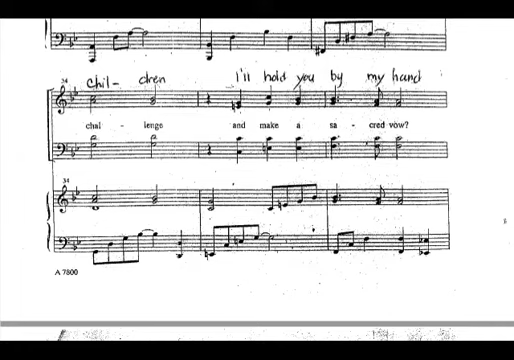 34
Chil- dren I'll hold you by my hand
chal - lenge and make a sa - cred vow?
34
A 7800